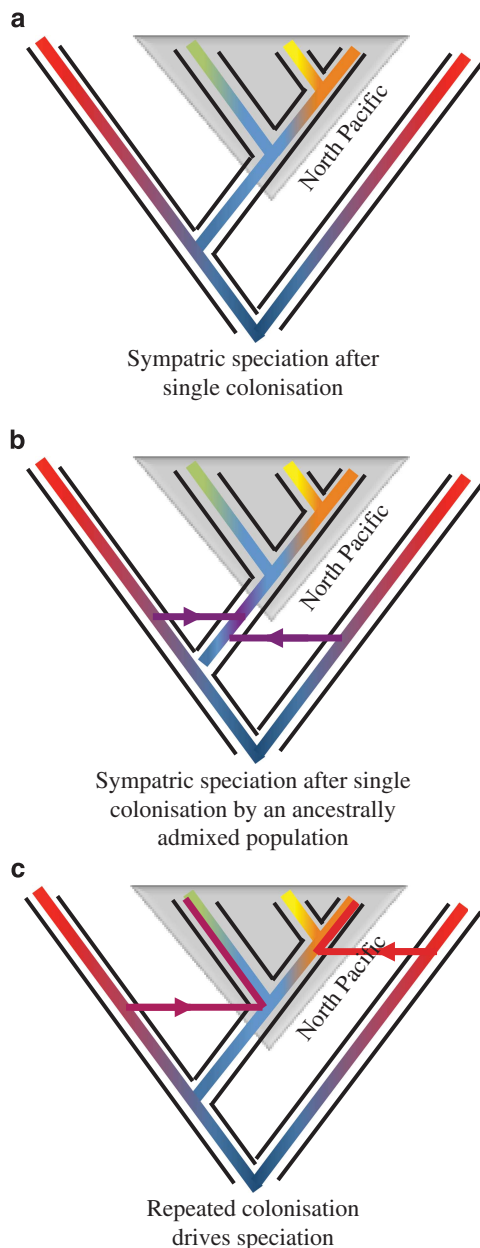 a
North Pacific
Sympatric speciation after
single colonisation
b
North Pacific
Sympatric speciation after single
colonisation by an ancestrally
admixed population
c
North Pacific
Repeated colonisation
drives speciation